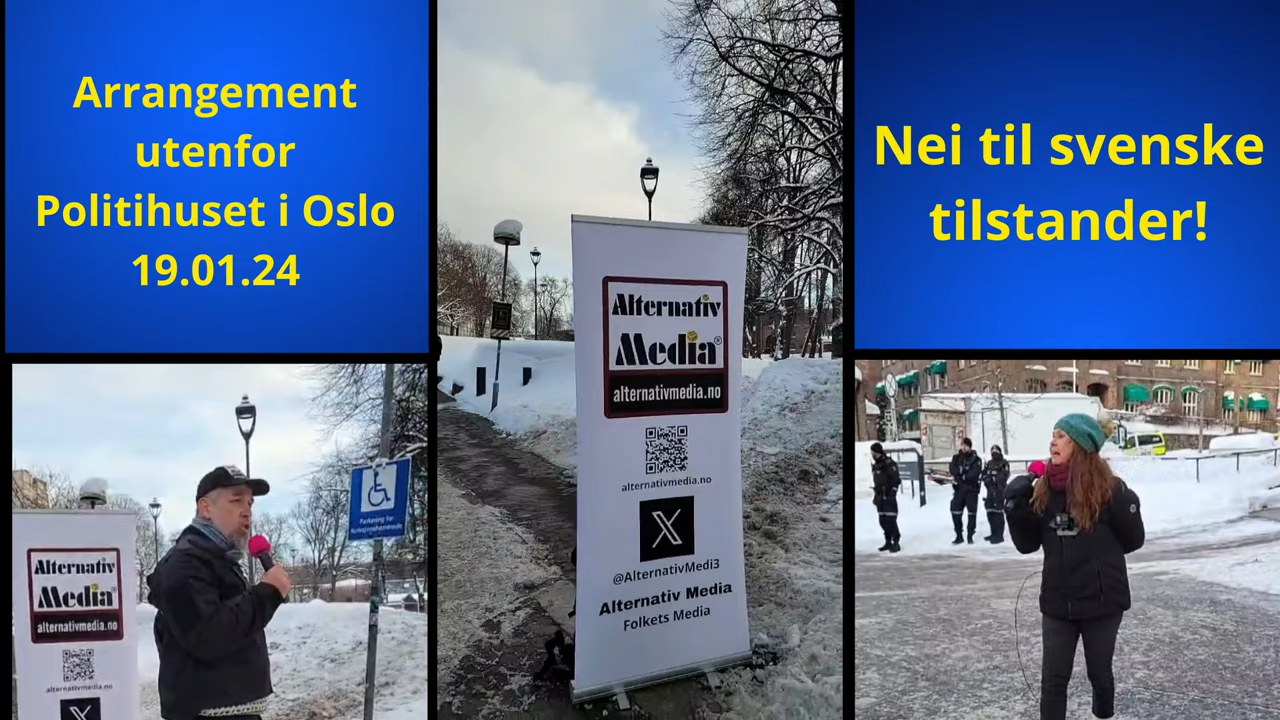 Arrangement
utenfor
Politihuset i Oslo
19.01.24
Alternativ
Media®
alternativmedia.no
alternativmedia.no
X
@AlternativMedi3
Alternativ Media
Folkets Media
Nei til svenske
tilstander!
Alternativ
Media
alternativmedia.no
alternativmedia.no
X
Parkering for